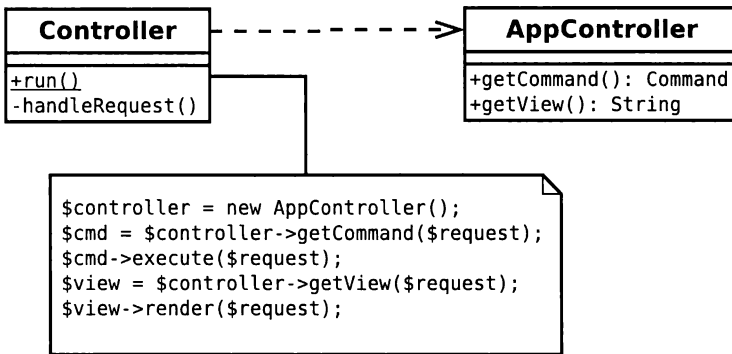 Controller
+run()
-handleRequest()
AppController
+getCommand(): Command
+getView(): String
$controller = new AppController();
$cmd = $controller->getCommand($request);
$cmd->execute($request);
$view = $controller->getView($request);
$view->render($request);